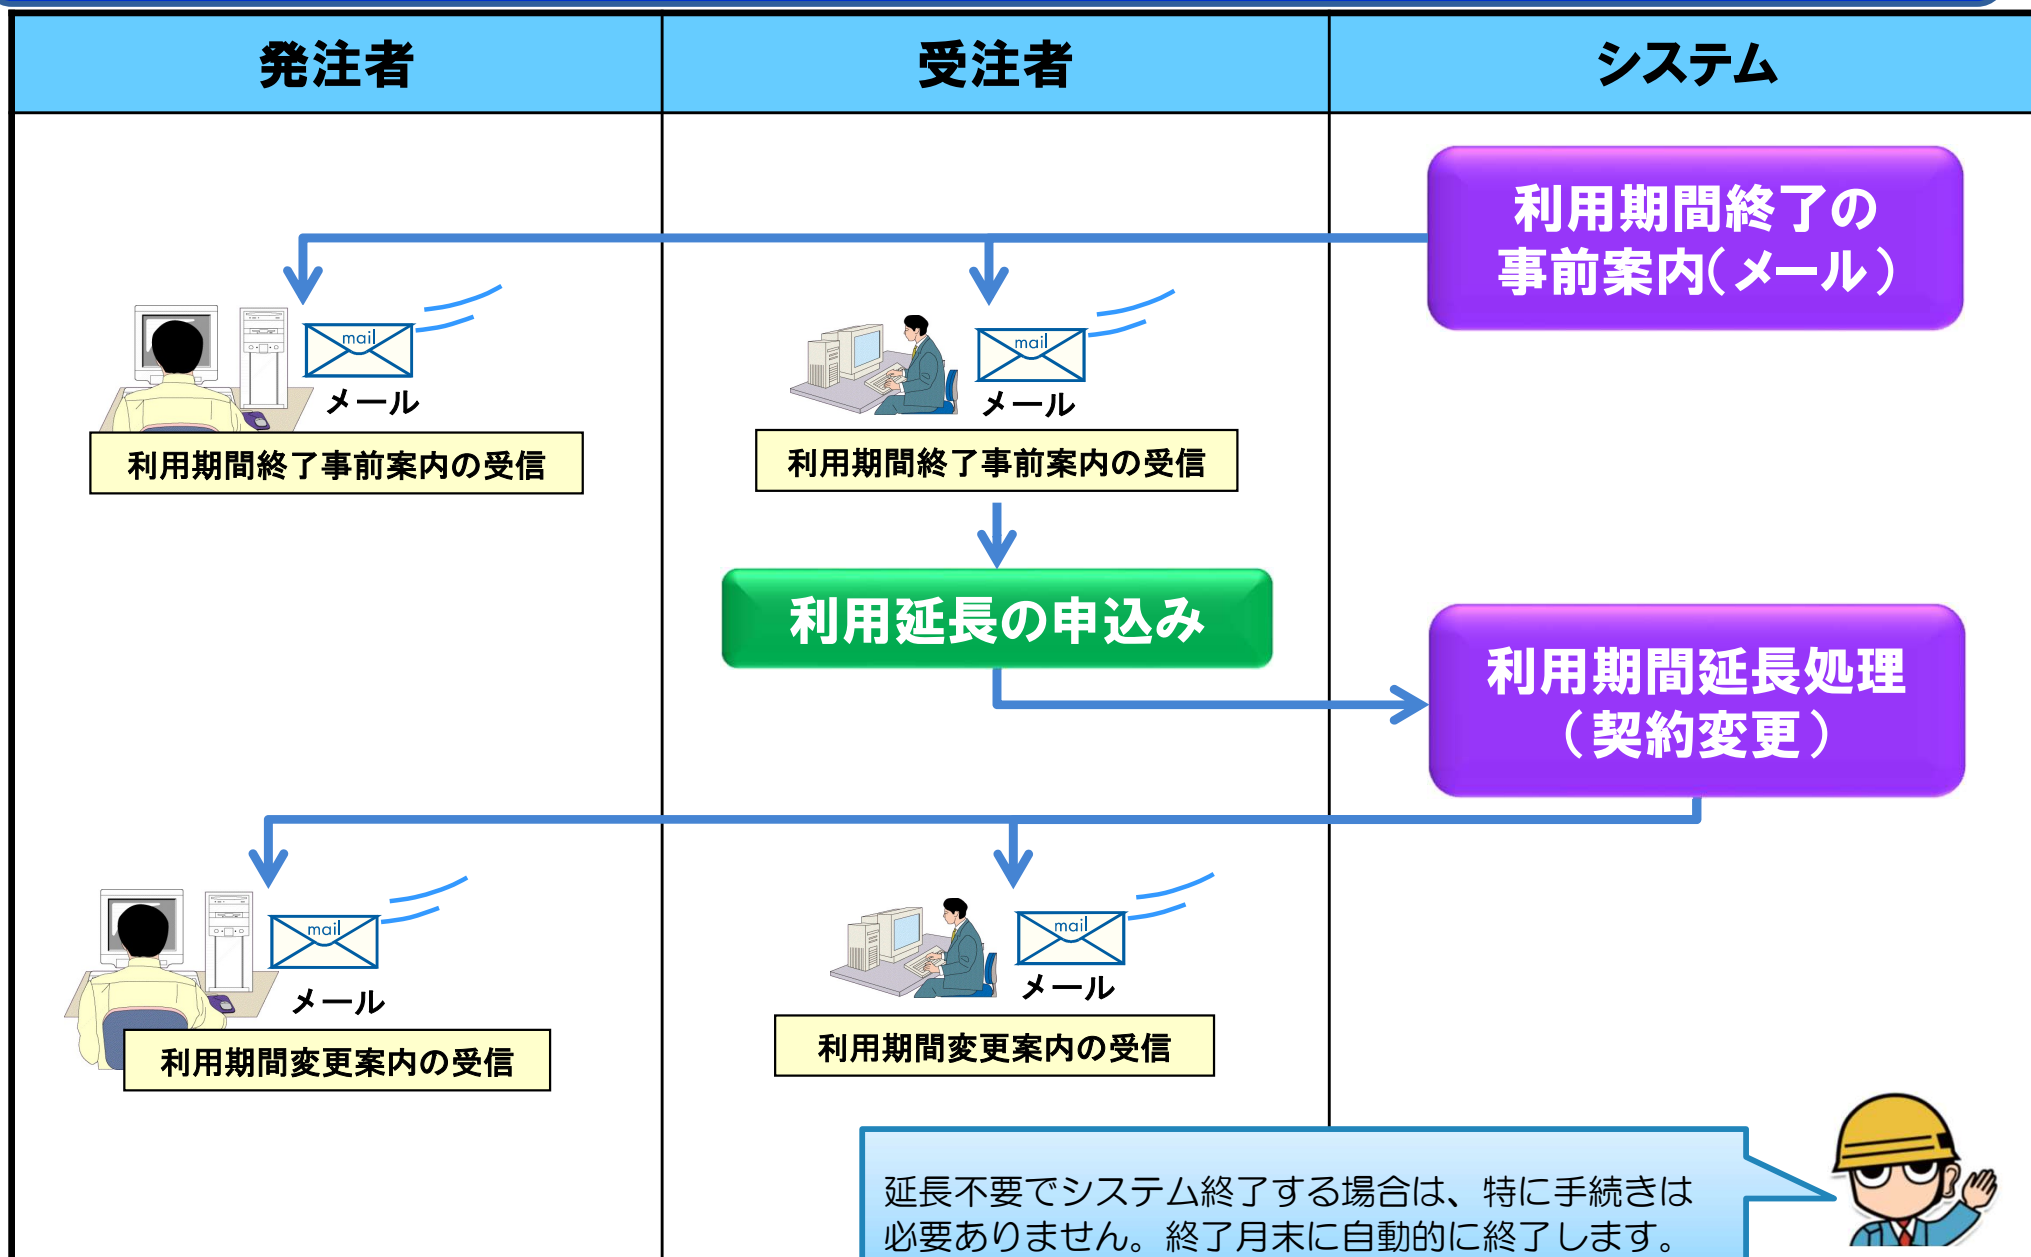 発注者
受注者
システム
利用期間終了の
事前案内(メール)
mail
メール
利用期間終了事前案内の受信
mail
メール
利用期間終了事前案内の受信
利用延長の申込み
利用期間延長処理
(契約変更)
mail
メール
利用期間変更案内の受信
mail
メール
利用期間変更案内の受信
延長不要でシステム終了する場合は、特に手続きは
必要ありません。終了月末に自動的に終了します。